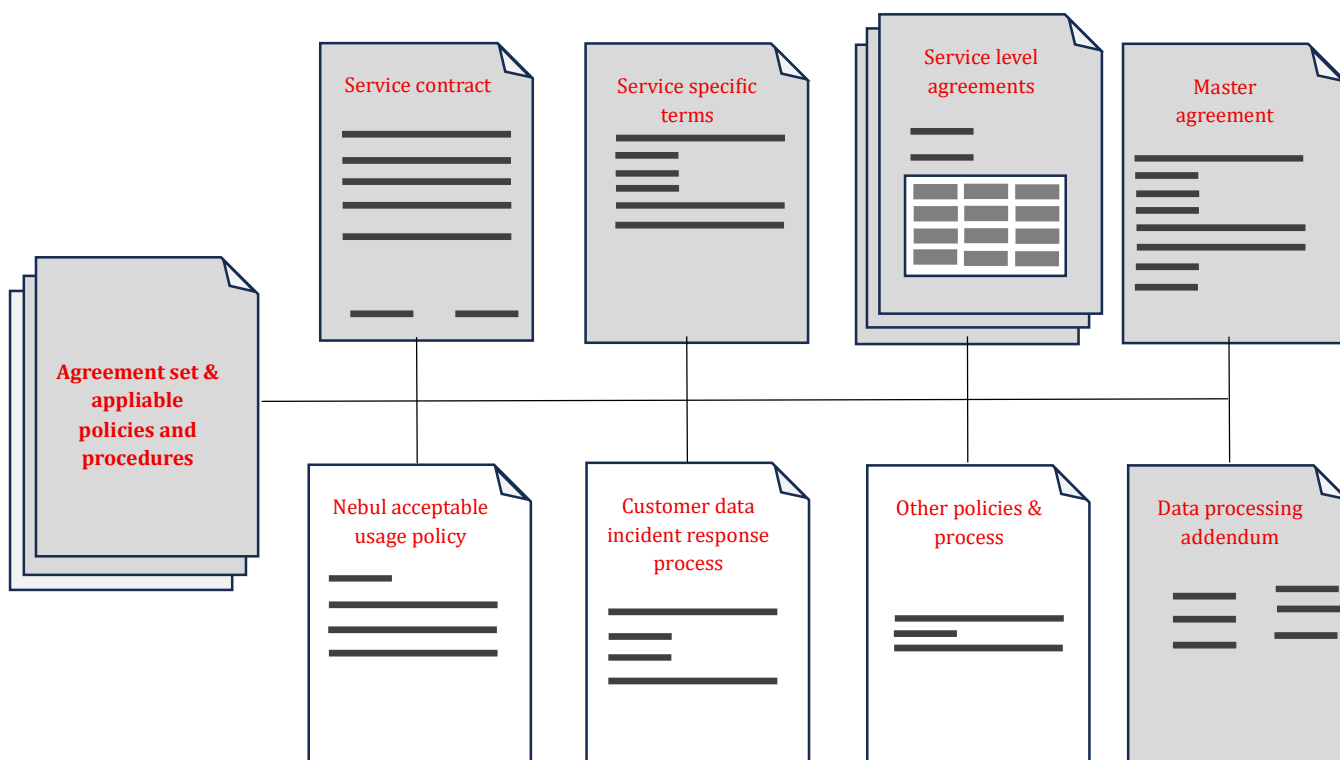 Service contract
Service specific
terms
Service level
agreements
Master
agreement
Agreement set &
appliable
policies and
procedures
Nebul acceptable
usage policy
Customer data
incident response
process
Other policies &
process
Data processing
addendum